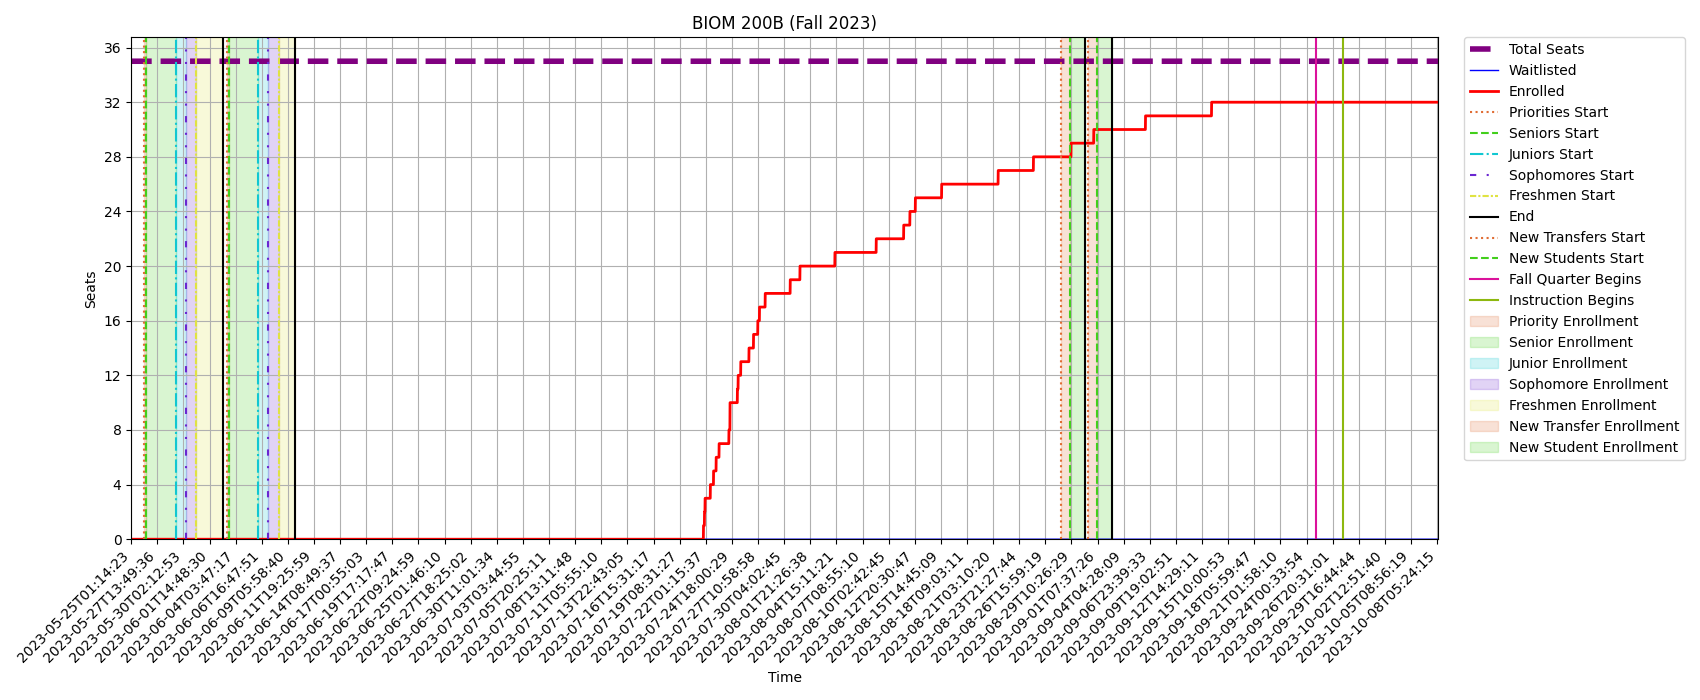 BIOM 200B (Fall 2023)
36
32
28
24
20
16
12
8
4
0
Seats
2023-05-25T01:14:23
2023-05-27T13:49:36
2023-05-30T02:12:53
2023-06-01T14:48:30
2023-06-04T03:47:17
2023-06-06T16:47:51
2023-06-09T05:58:40
2023-06-11T19:25:59
2023-06-14T08:49:37
2023-06-17T00:55:03
2023-06-19T17:17:47
2023-06-22T09:24:59
2023-06-25T01:46:10
2023-06-27T18:25:02
2023-06-30T11:01:34
2023-07-03T03:44:55
2023-07-05T20:25:11
2023-07-08T13:11:48
2023-07-11T05:55:10
2023-07-13T22:43:05
2023-07-16T15:31:17
2023-07-19T08:31:27
2023-07-22T01:15:37
2023-07-24T18:00:29
2023-07-27T10:58:58
2023-07-30T04:02:45
2023-08-01T21:26:38
2023-08-04T15:11:21
2023-08-07T08:55:10
2023-08-10T02:42:45
2023-08-12T20:30:47
2023-08-15T14:45:09
2023-08-18T09:03:11
2023-08-21T03:10:20
2023-08-23T21:27:44
2023-08-26T15:59:19
2023-08-29T10:26:29
2023-09-01T07:37:26
2023-09-04T04:28:09
2023-09-06T23:39:33
2023-09-09T19:02:51
2023-09-12T14:29:11
2023-09-15T10:00:53
2023-09-18T05:59:47
2023-09-21T01:58:10
2023-09-24T00:33:54
2023-09-26T20:31:01
2023-09-29T16:44:44
2023-10-02T12:51:40
2023-10-05T08:56:19
2023-10-08T05:24:15
Time
Total Seats
Waitlisted
Enrolled
Priorities Start
Seniors Start
Juniors Start
Sophomores Start
Freshmen Start
End
New Transfers Start
New Students Start
Fall Quarter Begins
Instruction Begins
Priority Enrollment
Senior Enrollment
Junior Enrollment
Sophomore Enrollment
Freshmen Enrollment
New Transfer Enrollment
New Student Enrollment